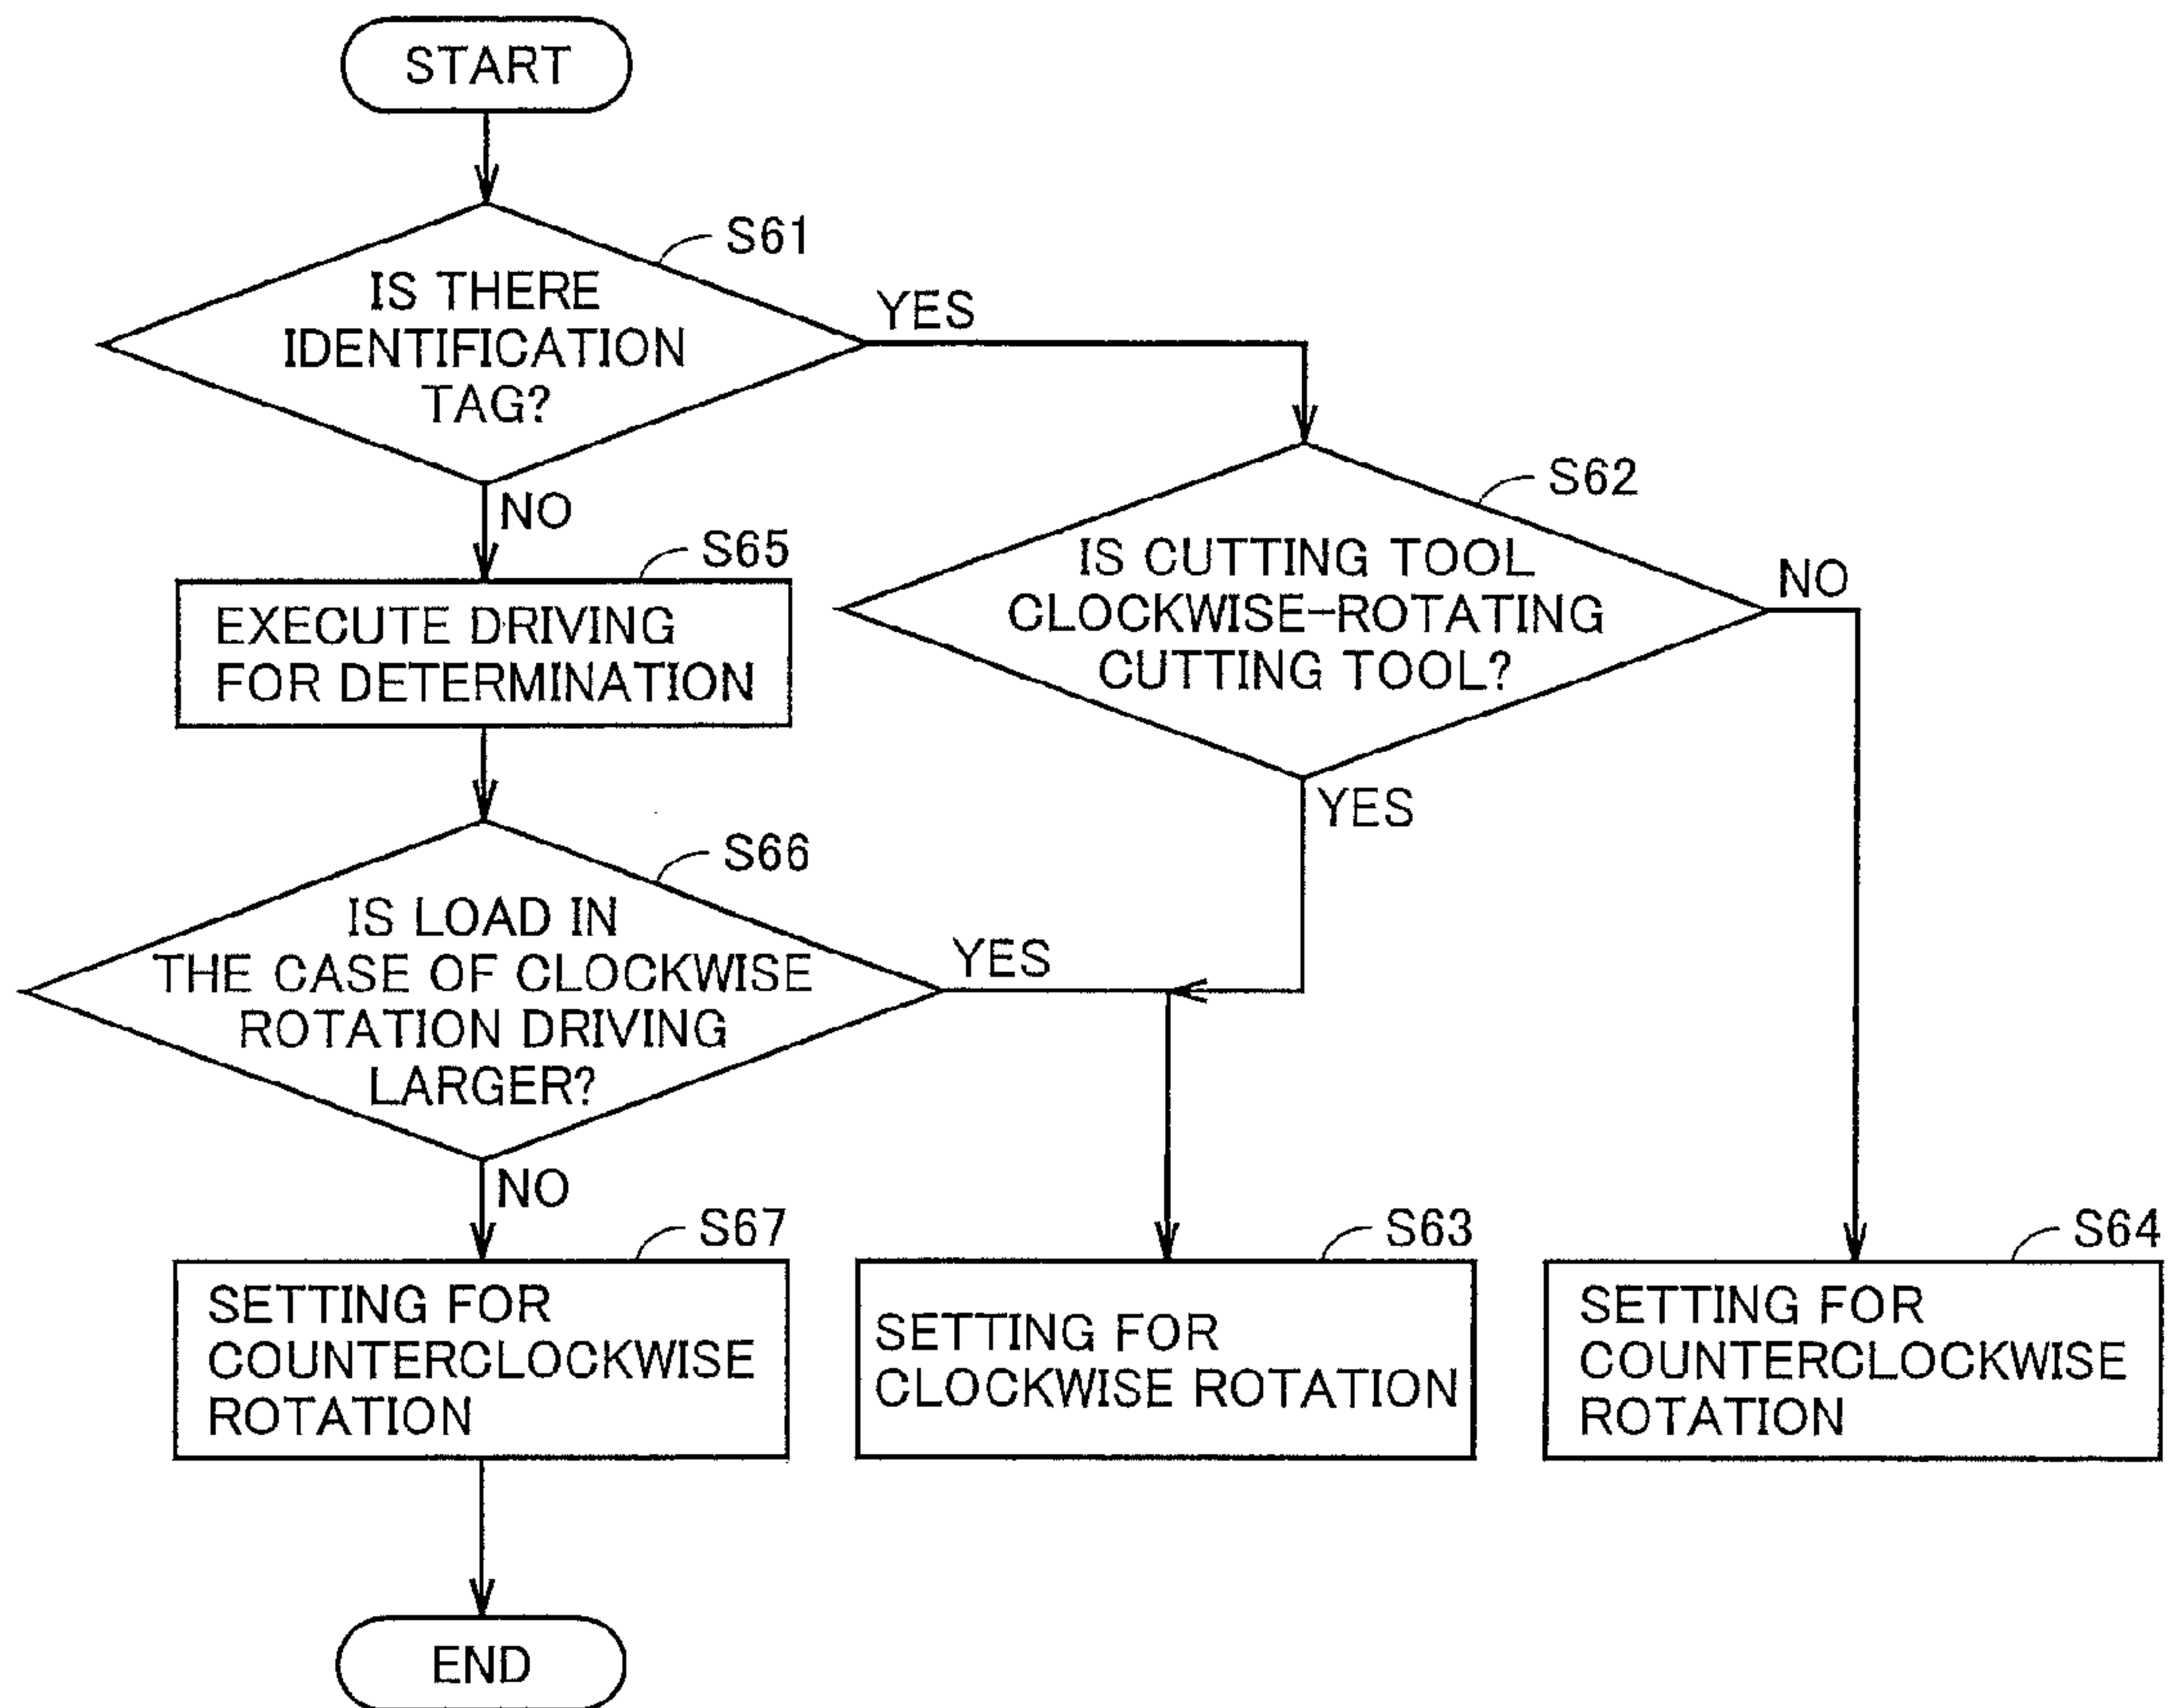 START
S61
IS THERE
IDENTIFICATION
TAG?
YES
NO
S62
IS CUTTING TOOL
CLOCKWISE-ROTATING
CUTTING TOOL?
NO
YES
S65
EXECUTE DRIVING
FOR DETERMINATION
S66
IS LOAD IN
THE CASE OF CLOCKWISE
ROTATION DRIVING
LARGER?
YES
NO
S67
SETTING FOR
COUNTERCLOCKWISE
ROTATION
S63
SETTING FOR
CLOCKWISE ROTATION
S64
SETTING FOR
COUNTERCLOCKWISE
ROTATION
END